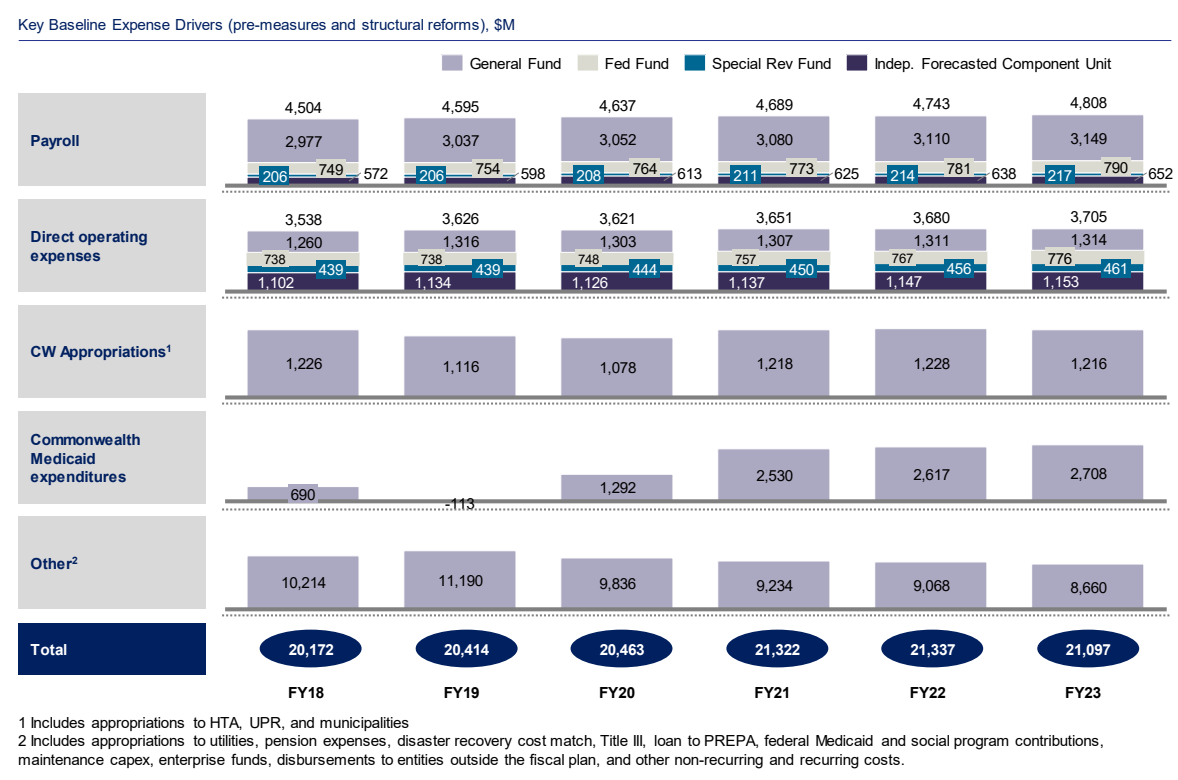 Key Baseline Expense Drivers (pre-measures and structural reforms), $M
General Fund Fed Fund Special Rev Fund Indep. Forecasted Component Unit
Payroll
4,504 4,595 4,637 4,689 4,743 4,808
2,977 3,037 3,052 3,080 3,110 3,149
749 754 764 773 781 790
206 572 206 598 208 613 211 625 214 638 217 652
Direct operating
expenses
3,538 3,626 3,621 3,651 3,680 3,705
1,260 1,316 1,303 1,307 1,311 1,314
738 738 748 757 767 776
439 439 444 450 456 461
1,102 1,134 1,126 1,137 1,147 1,153
CW Appropriations1
1,226 1,116 1,078 1,218 1,228 1,216
Commonwealth
Medicaid
expenditures
690 -113 1,292 2,530 2,617 2,708
Other2
10,214 11,190 9,836 9,234 9,068 8,660
Total 20,172 20,414 20,463 21,322 21,337 21,097
FY18 FY19 FY20 FY21 FY22 FY23
1 Includes appropriations to HTA, UPR, and municipalities
2 Includes appropriations to utilities, pension expenses, disaster recovery cost match, Title III, loan to PREPA, federal Medicaid and social program contributions,
maintenance capex, enterprise funds, disbursements to entities outside the fiscal plan, and other non-recurring and recurring costs.